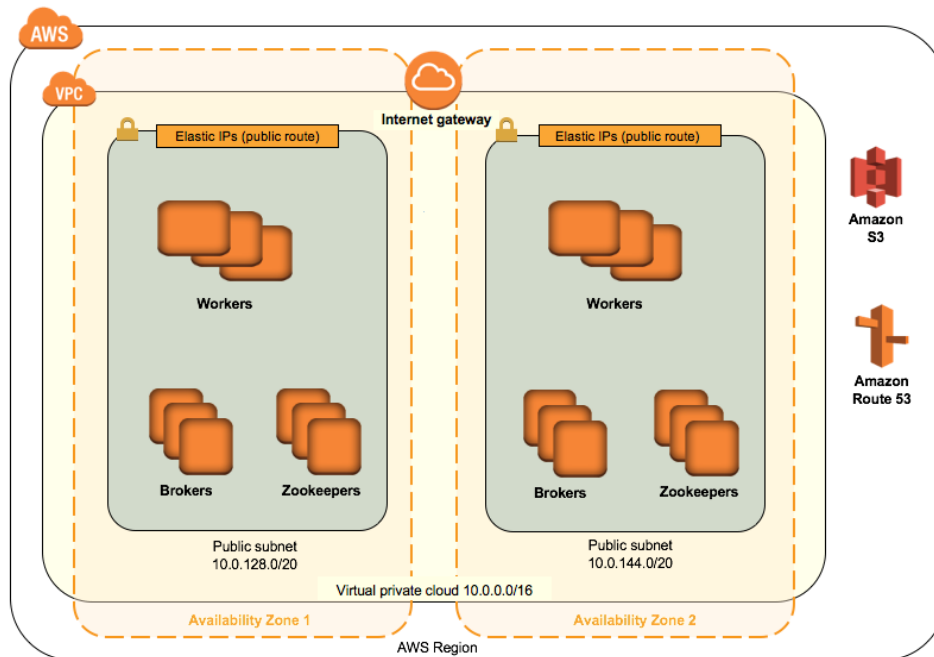 AWS
VPC
Internet gateway
Elastic IPs (public route)
Elastic IPs (public route)
Workers
Workers
Amazon
S3
Amazon
Route 53
Brokers
Zookeepers
Brokers
Zookeepers
Public subnet
10.0.128.0/20
Public subnet
10.0.144.0/20
Virtual private cloud 10.0.0.0/16
Availability Zone 1
Availability Zone 2
AWS Region